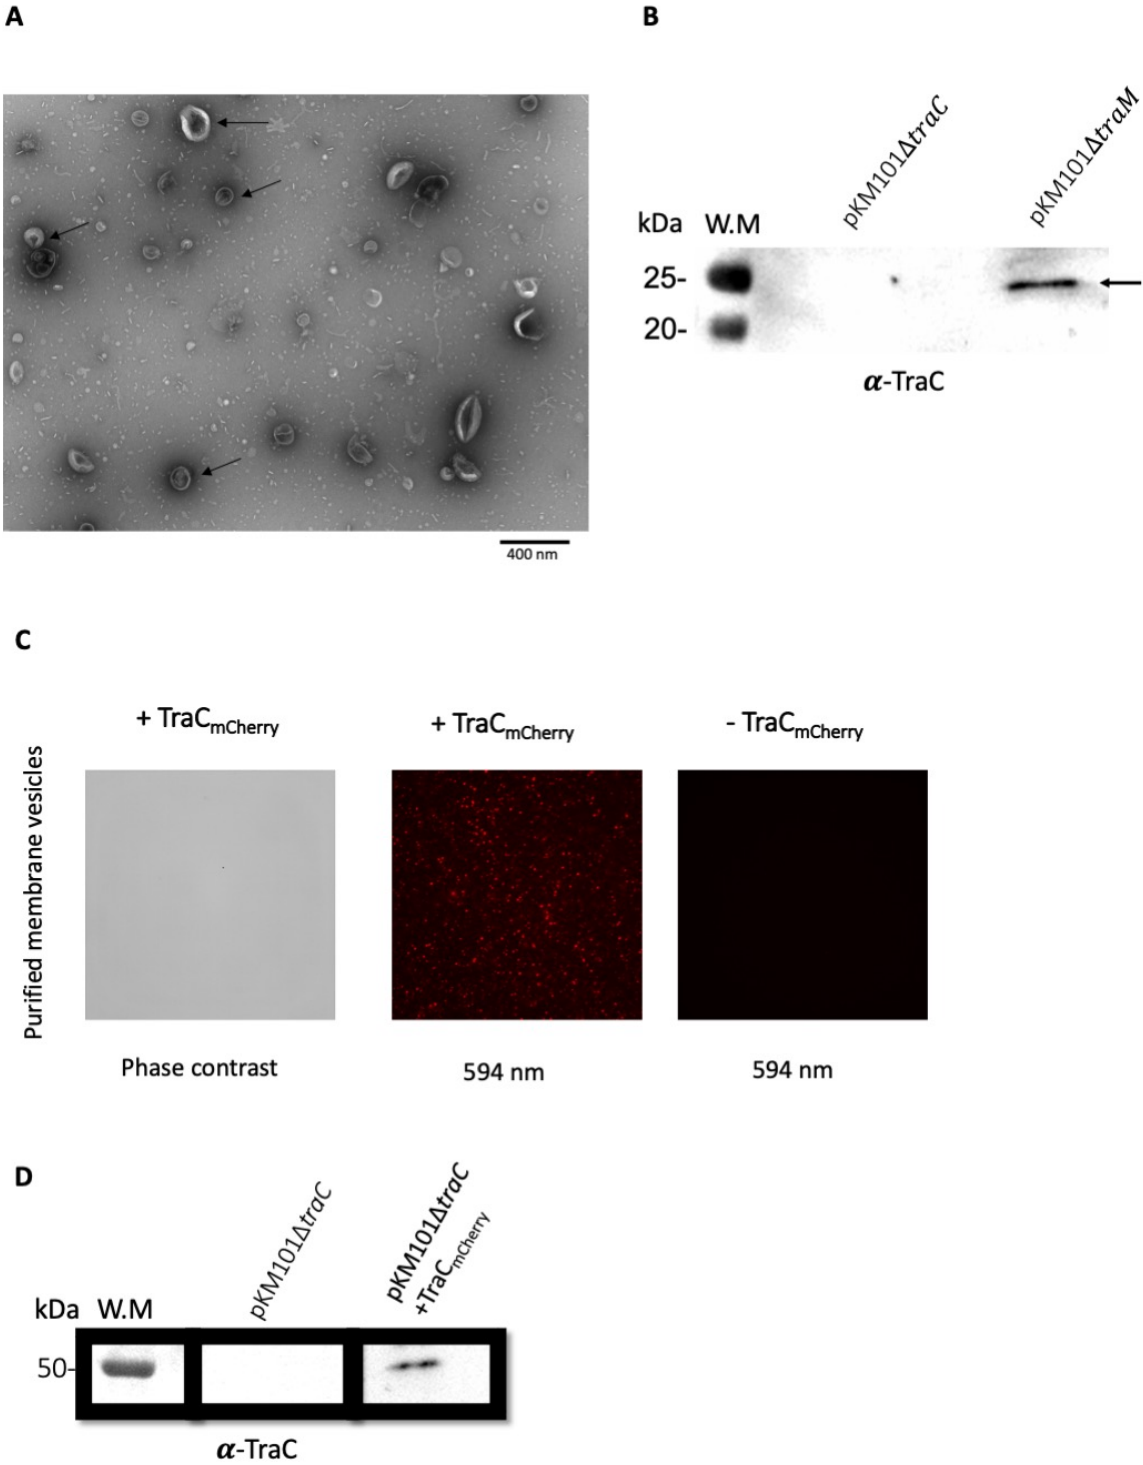 A
400 nm
B
pKM101ΔtraC
pKM101ΔtraM
kDa W.M
25-
20-
α-TraC
C
+ TraCmCherry
+ TraCmCherry
- TraCmCherry
Purified membrane vesicles
Phase contrast
594 nm
594 nm
D
pKM101ΔtraC
pKM101ΔtraC
+TraCmCherry
kDa W.M
50-
α-TraC